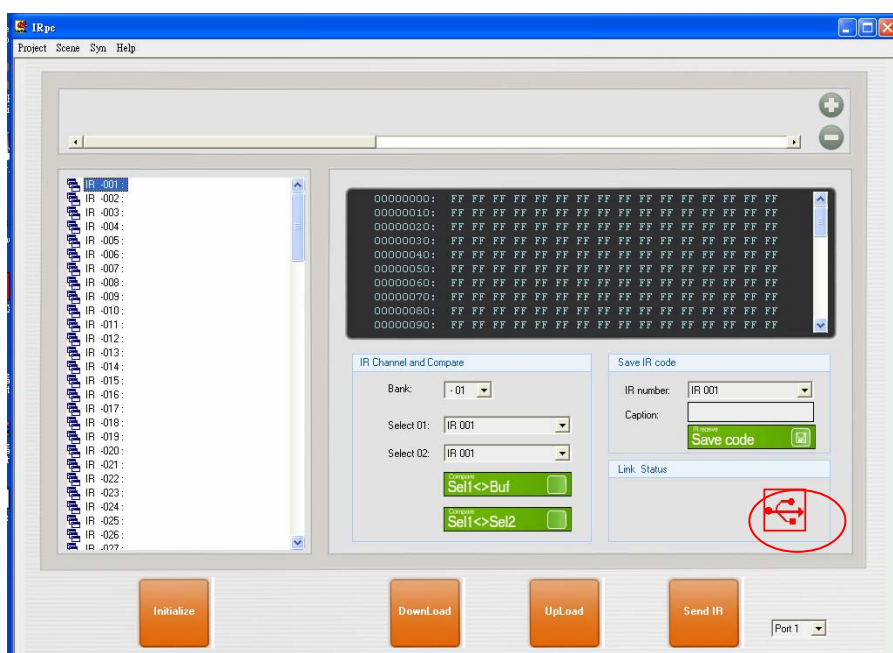 IRpc
Project Scene Syn Help
IR -001 :
IR -002 :
IR -003 :
IR -004 :
IR -005 :
IR -006 :
IR -007 :
IR -008 :
IR -009 :
IR -010 :
IR -011 :
IR -012 :
IR -013 :
IR -014 :
IR -015 :
IR -016 :
IR -017 :
IR -018 :
IR -019 :
IR -020 :
IR -021 :
IR -022 :
IR -023 :
IR -024 :
IR -025 :
IR -026 :
IR -027 :
00000000: FF FF FF FF FF FF FF FF FF FF FF FF FF FF FF FF
00000010: FF FF FF FF FF FF FF FF FF FF FF FF FF FF FF FF
00000020: FF FF FF FF FF FF FF FF FF FF FF FF FF FF FF FF
00000030: FF FF FF FF FF FF FF FF FF FF FF FF FF FF FF FF
00000040: FF FF FF FF FF FF FF FF FF FF FF FF FF FF FF FF
00000050: FF FF FF FF FF FF FF FF FF FF FF FF FF FF FF FF
00000060: FF FF FF FF FF FF FF FF FF FF FF FF FF FF FF FF
00000070: FF FF FF FF FF FF FF FF FF FF FF FF FF FF FF FF
00000080: FF FF FF FF FF FF FF FF FF FF FF FF FF FF FF FF
00000090: FF FF FF FF FF FF FF FF FF FF FF FF FF FF FF FF
IR Channel and Compare
Bank: - 01
Select 01: IR 001
Select 02: IR 001
Compare
Sel1<>Buf
Compare
Sel1<>Sel2
Save IR code
IR number: IR 001
Caption:
IR receive
Save code
Link Status
Initialize
DownLoad
UpLoad
Send IR
Port 1